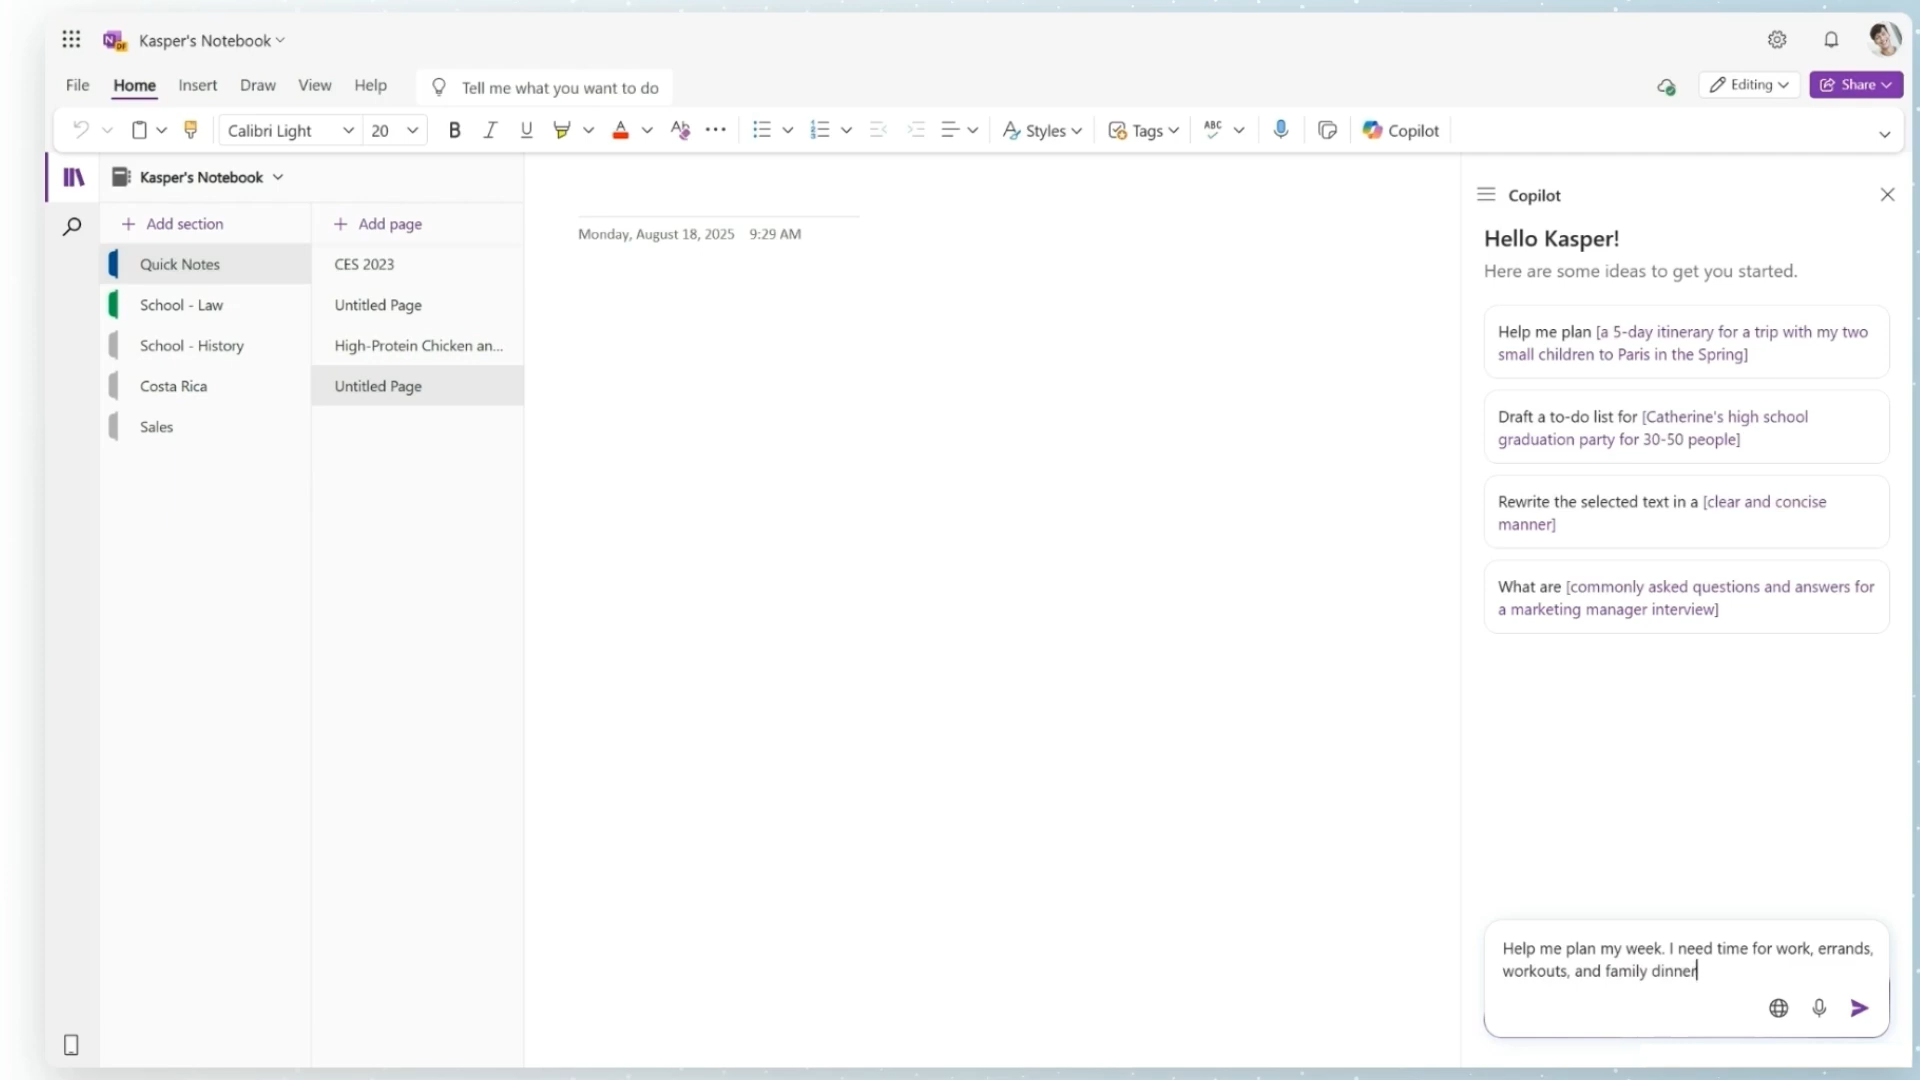 Kasper's Notebook
File Home Insert Draw View Help Tell me what you want to do
Editing Share
Calibri Light 20 B I U A Styles Tags ABC Copilot
Kasper's Notebook
Add section
Quick Notes
School - Law
School - History
Costa Rica
Sales
Add page
CES 2023
Untitled Page
High-Protein Chicken an...
Untitled Page
Monday, August 18, 2025 9:29 AM
Copilot
Hello Kasper!
Here are some ideas to get you started.
Help me plan [a 5-day itinerary for a trip with my two
small children to Paris in the Spring]
Draft a to-do list for [Catherine's high school
graduation party for 30-50 people]
Rewrite the selected text in a [clear and concise
manner]
What are [commonly asked questions and answers for
a marketing manager interview]
Help me plan my week. I need time for work, errands,
workouts, and family dinner